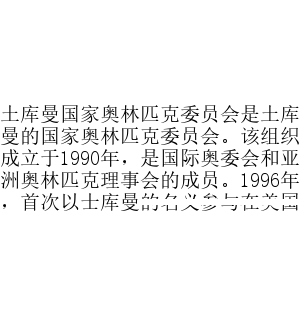 土库曼国家奥林匹克委员会是土库
曼的国家奥林匹克委员会。该组织
成立于1990年，是国际奥委会和亚
洲奥林匹克理事会的成员。1996年
，首次以士库曼的名义参与在美国